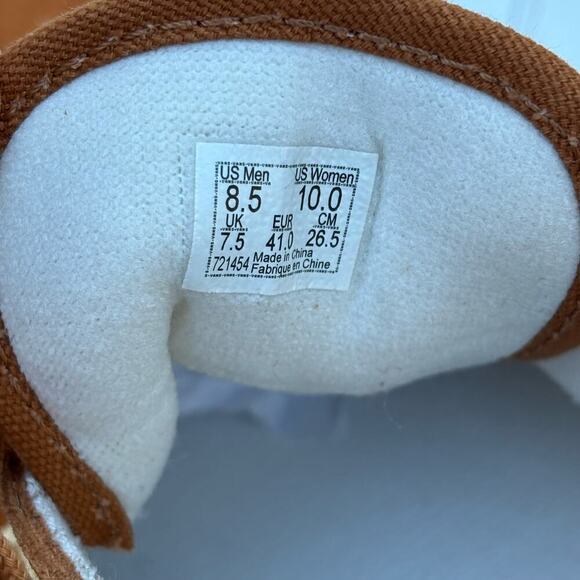 US Men US Women
8.5 10.0
UK EUR CM
7.5 41.0 26.5
721454 Made in China
Fabriqué en Chine